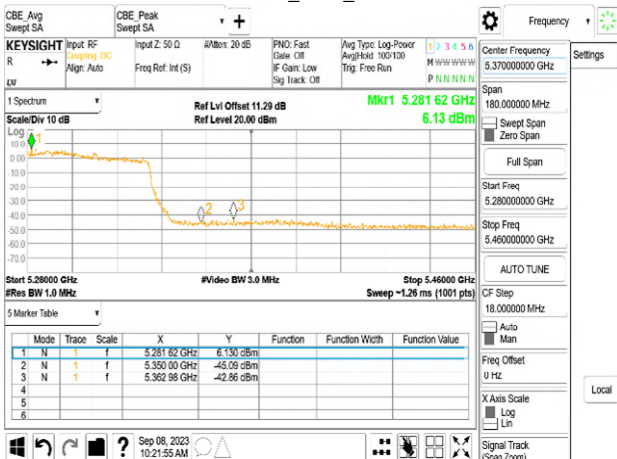 CBE_Avg
Swept SA
CBE_Peak
Swept SA
Frequency
KEYSIGHT
R
Input: RF
Coupling: DC
Align: Auto
Input Z: 50 Ω
Freq Ref: Int (S)
#Atten: 20 dB
PNO: Fast
Gate: Off
IF Gain: Low
Sig Track: Off
Avg Type: Log-Power
Avg|Hold: 100/100
Trig: Free Run
1 2 3 4 5 6
M W W W W W
P N N N N N
Settings
1 Spectrum
Scale/Div 10 dB
Ref Lvl Offset 11.29 dB
Ref Level 20.00 dBm
Mkr1 5.281 62 GHz
6.13 dBm
Log
10.0
0.00
-10.0
-20.0
-30.0
-40.0
-50.0
-60.0
-70.0
1
2
3
Start 5.28000 GHz
#Res BW 1.0 MHz
#Video BW 3.0 MHz
Stop 5.46000 GHz
Sweep ~1.26 ms (1001 pts)
5 Marker Table
Mode Trace Scale X Y Function Function Width Function Value
1 N 1 f 5.281 62 GHz 6.130 dBm
2 N 1 f 5.350 00 GHz -45.09 dBm
3 N 1 f 5.362 98 GHz -42.86 dBm
4
5
6
Sep 08, 2023
10:21:55 AM
Center Frequency
5.370000000 GHz
Span
180.000000 MHz
Swept Span
Zero Span
Full Span
Start Freq
5.280000000 GHz
Stop Freq
5.460000000 GHz
AUTO TUNE
CF Step
18.000000 MHz
Auto
Man
Freq Offset
0 Hz
X Axis Scale
Log
Lin
Signal Track
(Span Zoom)
Local